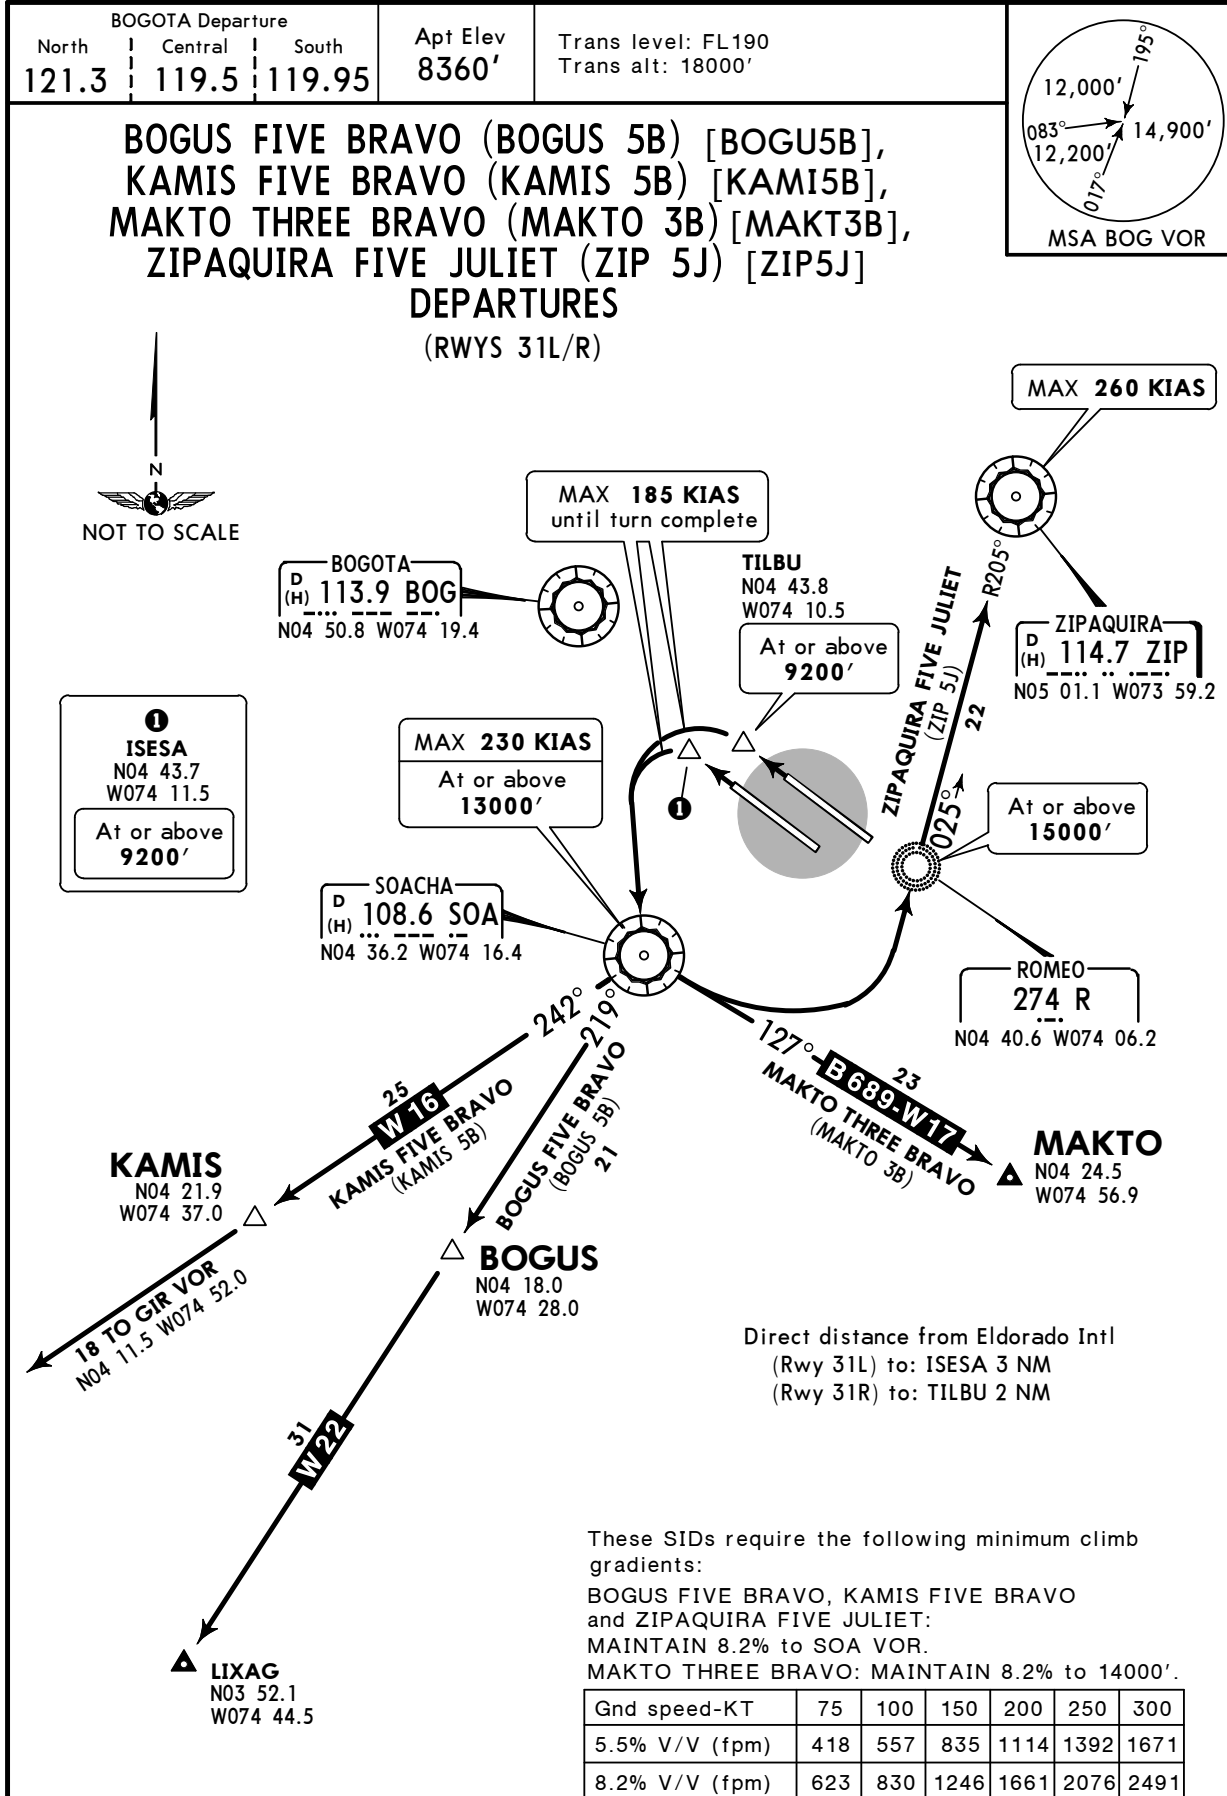 BOGOTA Departure
North Central South
121.3 119.5 119.95
Apt Elev
8360'
Trans level: FL190
Trans alt: 18000'
195°
12,000'
083°
14,900'
12,200'
017°
MSA BOG VOR
BOGUS FIVE BRAVO (BOGUS 5B) [BOGU5B],
KAMIS FIVE BRAVO (KAMIS 5B) [KAMI5B],
MAKTO THREE BRAVO (MAKTO 3B) [MAKT3B],
ZIPAQUIRA FIVE JULIET (ZIP 5J) [ZIP5J]
DEPARTURES
(RWYS 31L/R)
N
NOT TO SCALE
MAX 260 KIAS
MAX 185 KIAS
until turn complete
BOGOTA
D
(H) 113.9 BOG
N04 50.8 W074 19.4
TILBU
N04 43.8
W074 10.5
At or above
9200'
R205°
ZIPAQUIRA FIVE JULIET
(ZIP 5J)
22
025°
ZIPAQUIRA
D
(H) 114.7 ZIP
N05 01.1 W073 59.2
1
ISESA
N04 43.7
W074 11.5
At or above
9200'
MAX 230 KIAS
At or above
13000'
1
At or above
15000'
SOACHA
D
(H) 108.6 SOA
N04 36.2 W074 16.4
ROMEO
274 R
N04 40.6 W074 06.2
242°
25
W 16
KAMIS FIVE BRAVO
(KAMIS 5B)
219°
BOGUS FIVE BRAVO
(BOGUS 5B)
21
127°
23
B 689-W17
MAKTO THREE BRAVO
(MAKTO 3B)
MAKTO
N04 24.5
W074 56.9
KAMIS
N04 21.9
W074 37.0
18 TO GIR VOR
N04 11.5 W074 52.0
BOGUS
N04 18.0
W074 28.0
Direct distance from Eldorado Intl
(Rwy 31L) to: ISESA 3 NM
(Rwy 31R) to: TILBU 2 NM
31
W22
LIXAG
N03 52.1
W074 44.5
These SIDs require the following minimum climb
gradients:
BOGUS FIVE BRAVO, KAMIS FIVE BRAVO
and ZIPAQUIRA FIVE JULIET:
MAINTAIN 8.2% to SOA VOR.
MAKTO THREE BRAVO: MAINTAIN 8.2% to 14000'.
Gnd speed-KT 75 100 150 200 250 300
5.5% V/V (fpm) 418 557 835 1114 1392 1671
8.2% V/V (fpm) 623 830 1246 1661 2076 2491